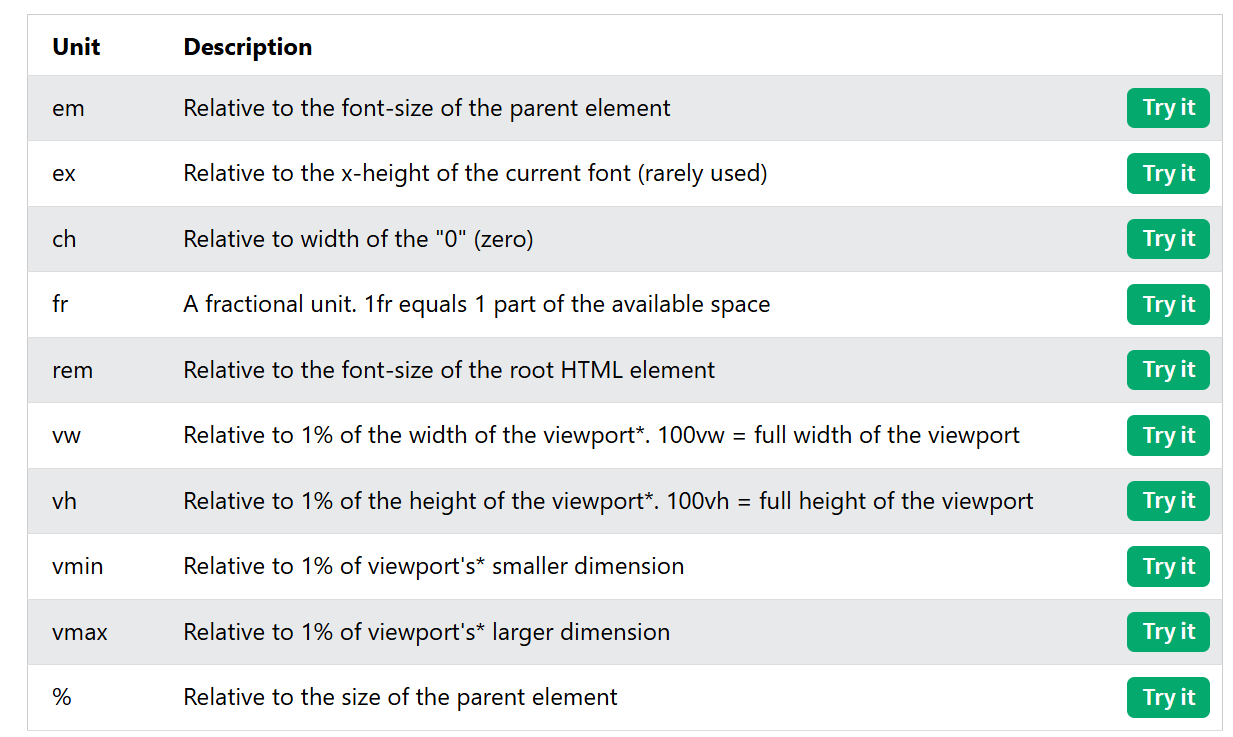 Unit Description
em Relative to the font-size of the parent element Try it
ex Relative to the x-height of the current font (rarely used) Try it
ch Relative to width of the "0" (zero) Try it
fr A fractional unit. 1fr equals 1 part of the available space Try it
rem Relative to the font-size of the root HTML element Try it
vw Relative to 1% of the width of the viewport*. 100vw = full width of the viewport Try it
vh Relative to 1% of the height of the viewport*. 100vh = full height of the viewport Try it
vmin Relative to 1% of viewport's* smaller dimension Try it
vmax Relative to 1% of viewport's* larger dimension Try it
% Relative to the size of the parent element Try it